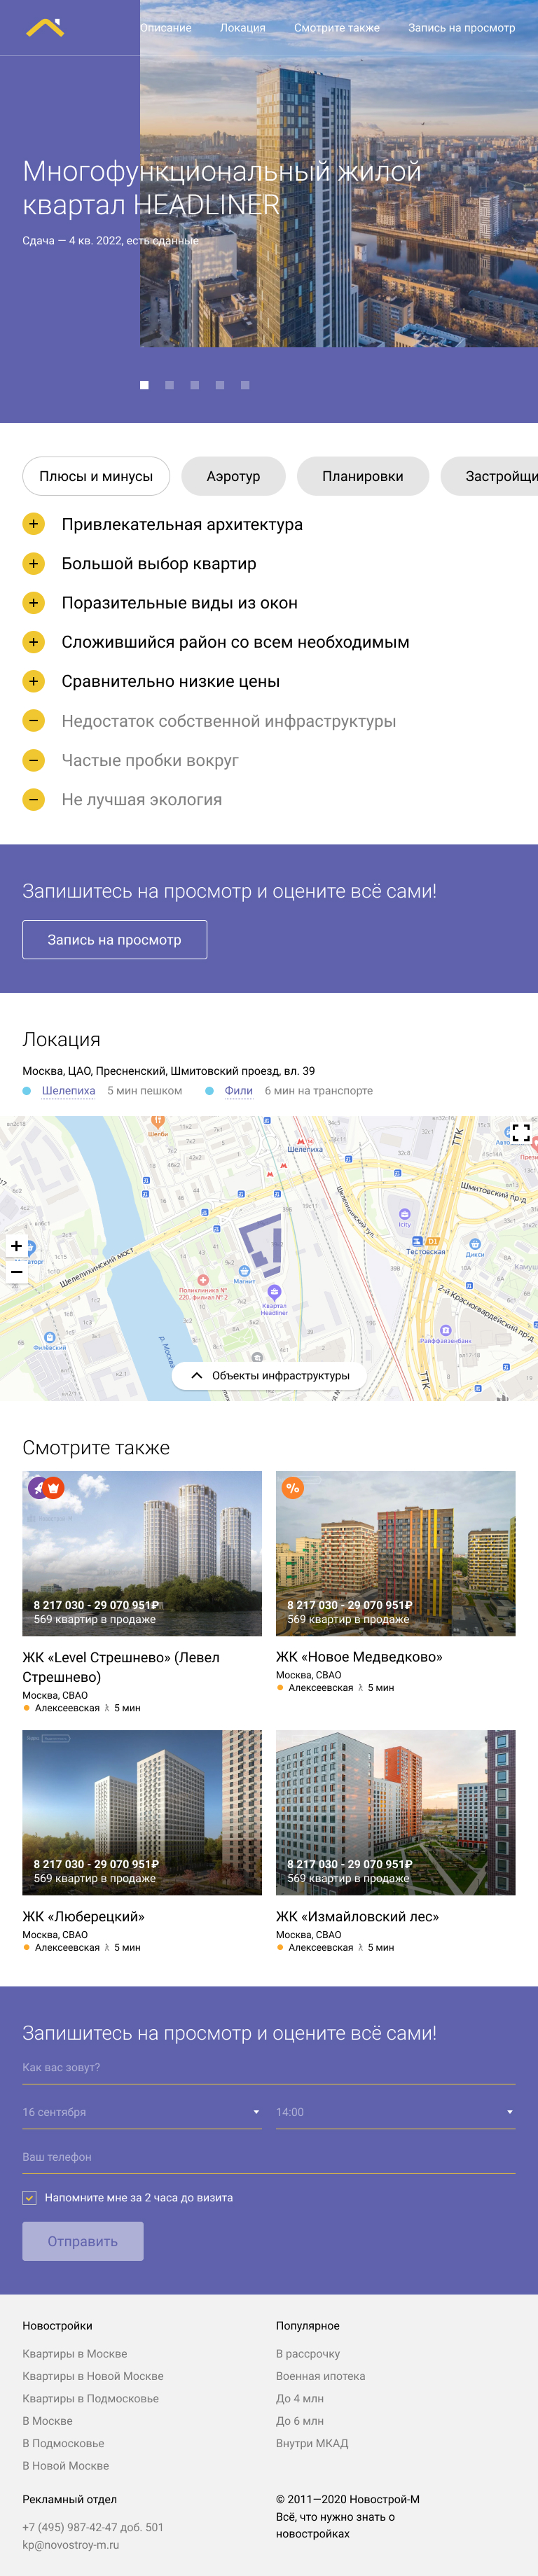 Описание Локация Смотрите также Запись на просмотр
Многофункциональный жилой
квартал HEADLINER
Сдача — 4 кв. 2022, есть сданные
Плюсы и минусы Аэротур Планировки Застройщи
Привлекательная архитектура
Большой выбор квартир
Поразительные виды из окон
Сложившийся район со всем необходимым
Сравнительно низкие цены
Недостаток собственной инфраструктуры
Частые пробки вокруг
Не лучшая экология
Запишитесь на просмотр и оцените всё сами!
Запись на просмотр
Локация
Москва, ЦАО, Пресненский, Шмитовский проезд, вл. 39
Шелепиха 5 мин пешком Фили 6 мин на транспорте
Шелби
Шелепиха
ТТК
Шмитовский пр-д
Шелепихинский мост
Icity
D1
Тестовская
Дикси
Магнит
Поликлиника №
220, филиал № 2
Квартал
Headliner
2-й Красногвардейский пр-д
Филёвский
Райффайзенбанк
ТТК
Объекты инфраструктуры
Смотрите также
8 217 030 - 29 070 951₽
569 квартир в продаже
ЖК «Level Стрешнево» (Левел
Стрешнево)
Москва, СВАО
Алексеевская 5 мин
8 217 030 - 29 070 951₽
569 квартир в продаже
ЖК «Новое Медведково»
Москва, СВАО
Алексеевская 5 мин
8 217 030 - 29 070 951₽
569 квартир в продаже
ЖК «Люберецкий»
Москва, СВАО
Алексеевская 5 мин
8 217 030 - 29 070 951₽
569 квартир в продаже
ЖК «Измайловский лес»
Москва, СВАО
Алексеевская 5 мин
Запишитесь на просмотр и оцените всё сами!
Как вас зовут?
16 сентября 14:00
Ваш телефон
Напомните мне за 2 часа до визита
Отправить
Новостройки
Квартиры в Москве
Квартиры в Новой Москве
Квартиры в Подмосковье
В Москве
В Подмосковье
В Новой Москве
Популярное
В рассрочку
Военная ипотека
До 4 млн
До 6 млн
Внутри МКАД
Рекламный отдел
+7 (495) 987-42-47 доб. 501
kp@novostroy-m.ru
© 2011—2020 Новострой-М
Всё, что нужно знать о
новостройках